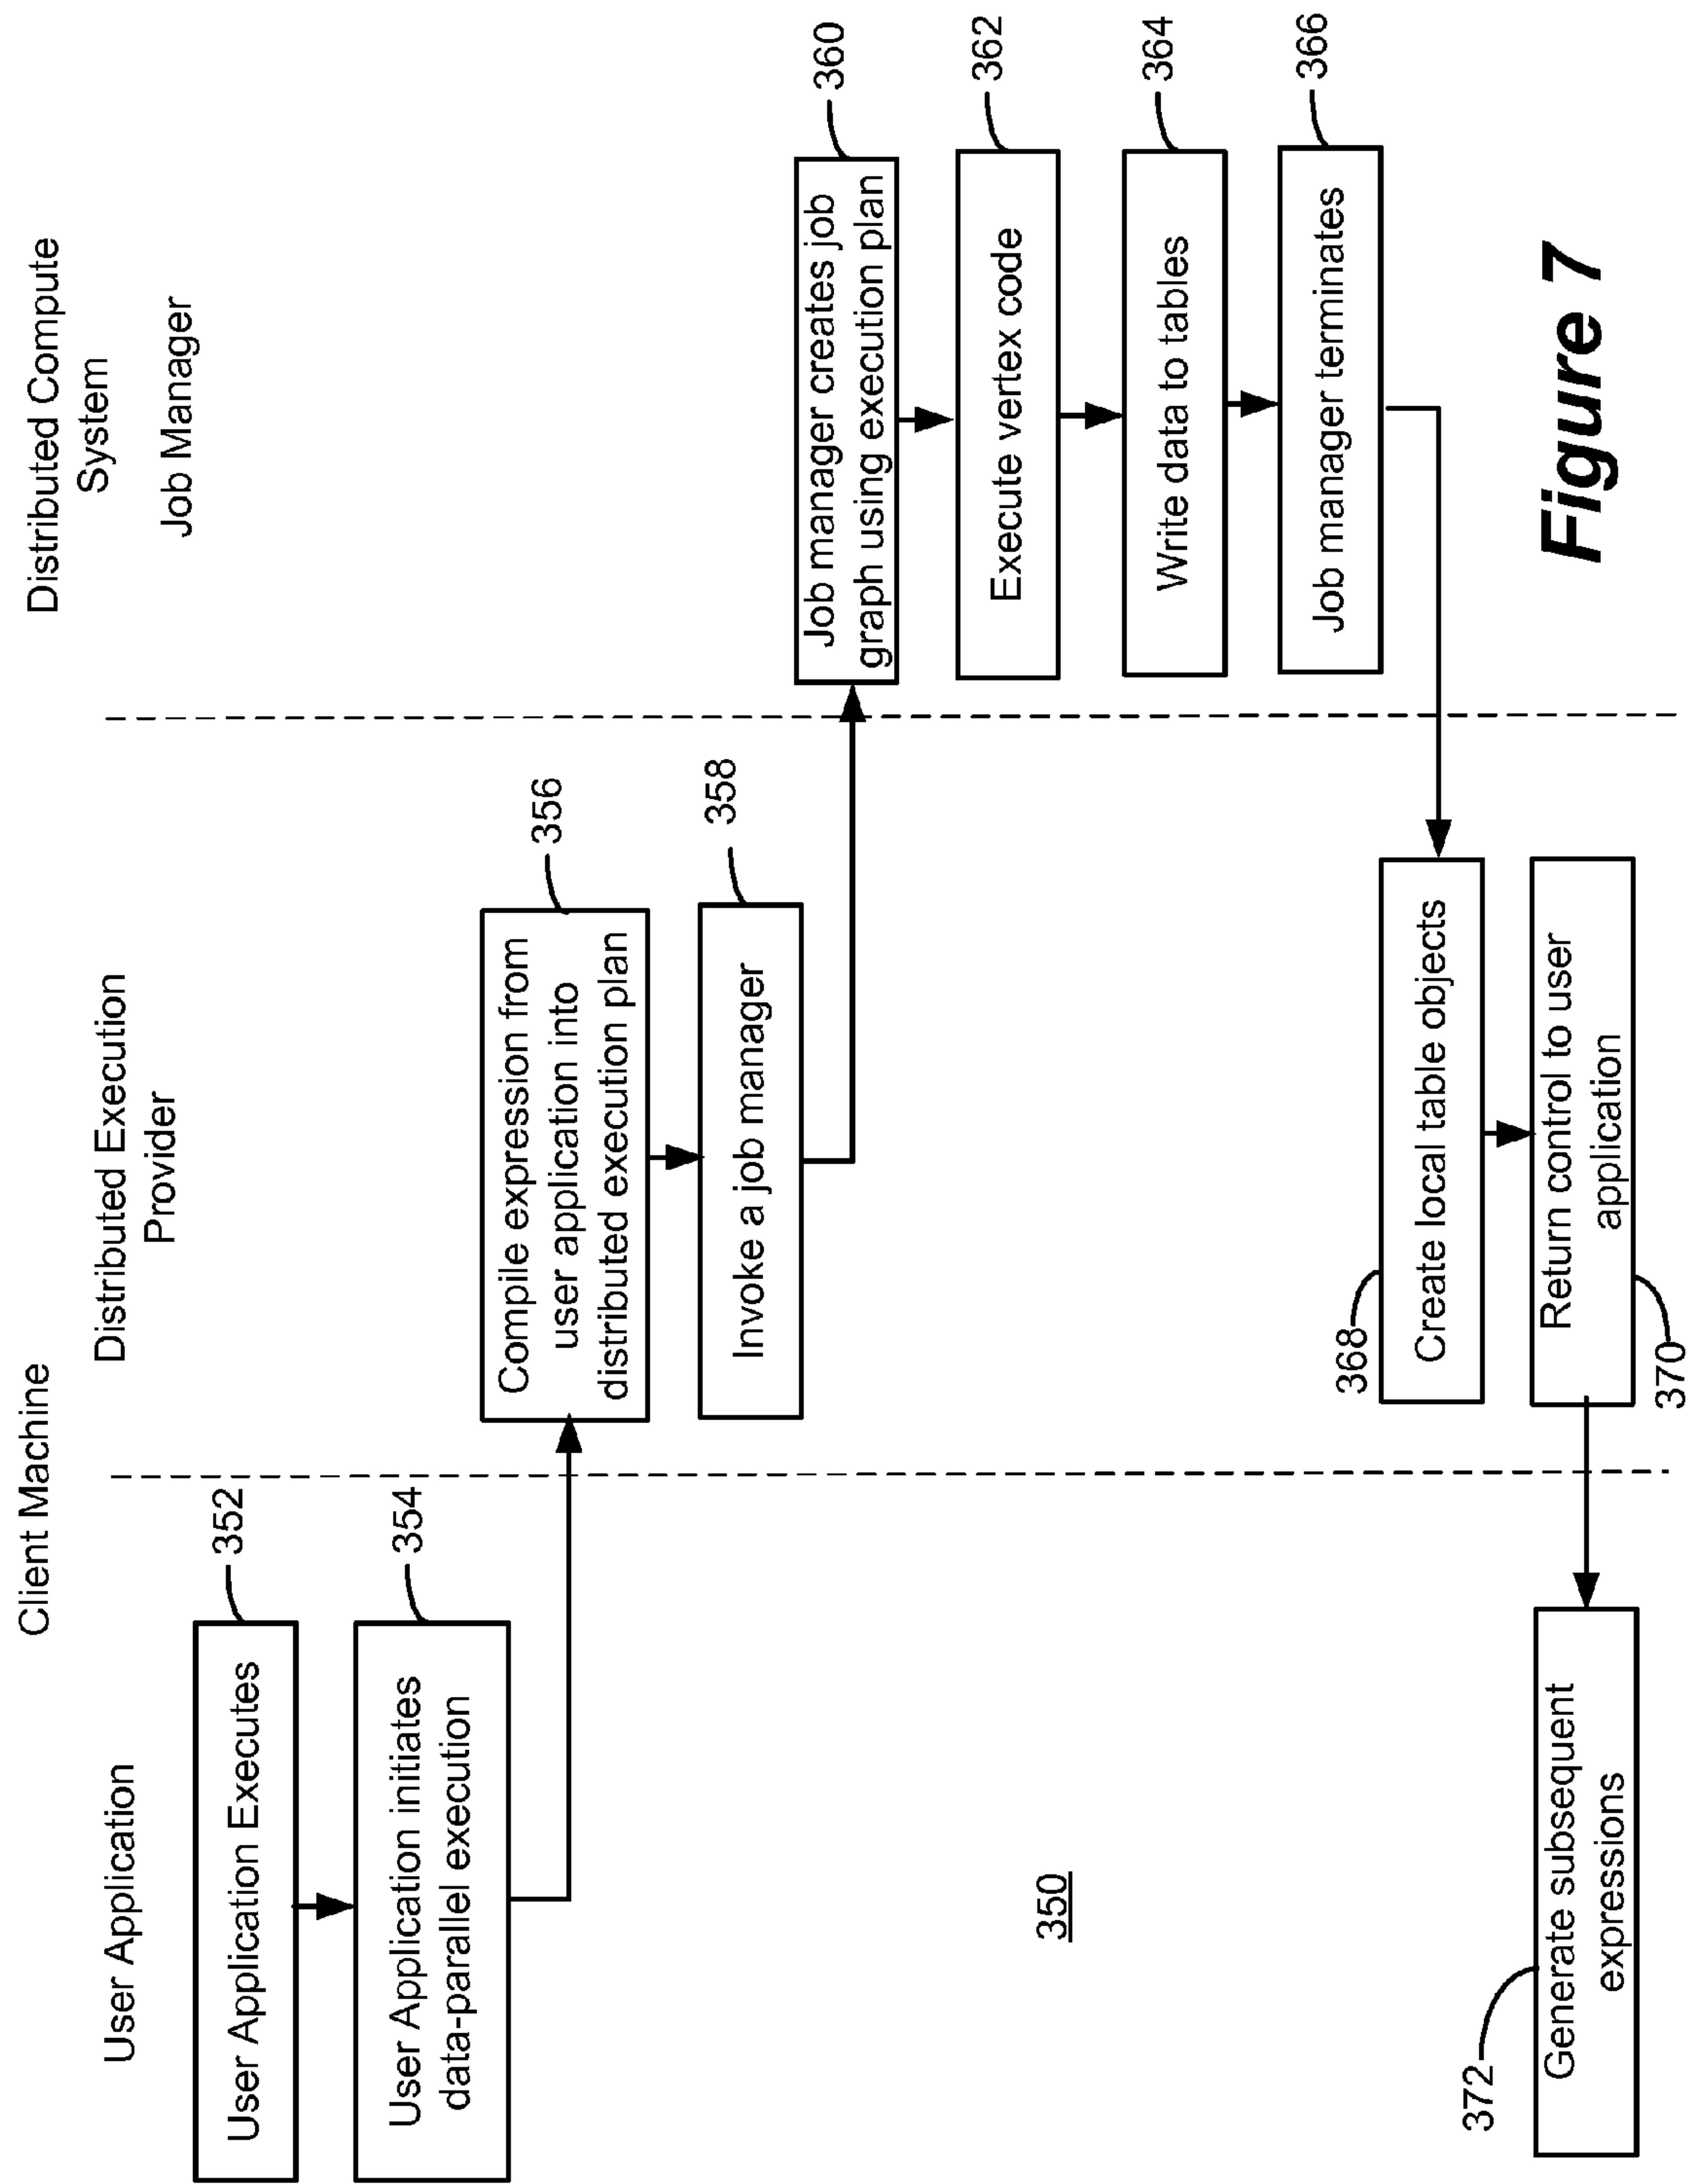 Client Machine
Distributed Compute
System
User Application
Distributed Execution
Provider
Job Manager
User Application Executes
352
User Application initiates
data-parallel execution
354
Compile expression from
user application into
distributed execution plan
356
Invoke a job manager
358
Job manager creates job
graph using execution plan
360
Execute vertex code
362
Write data to tables
364
Job manager terminates
366
350
368
Create local table objects
Return control to user
application
370
372
Generate subsequent
expressions
Figure 7